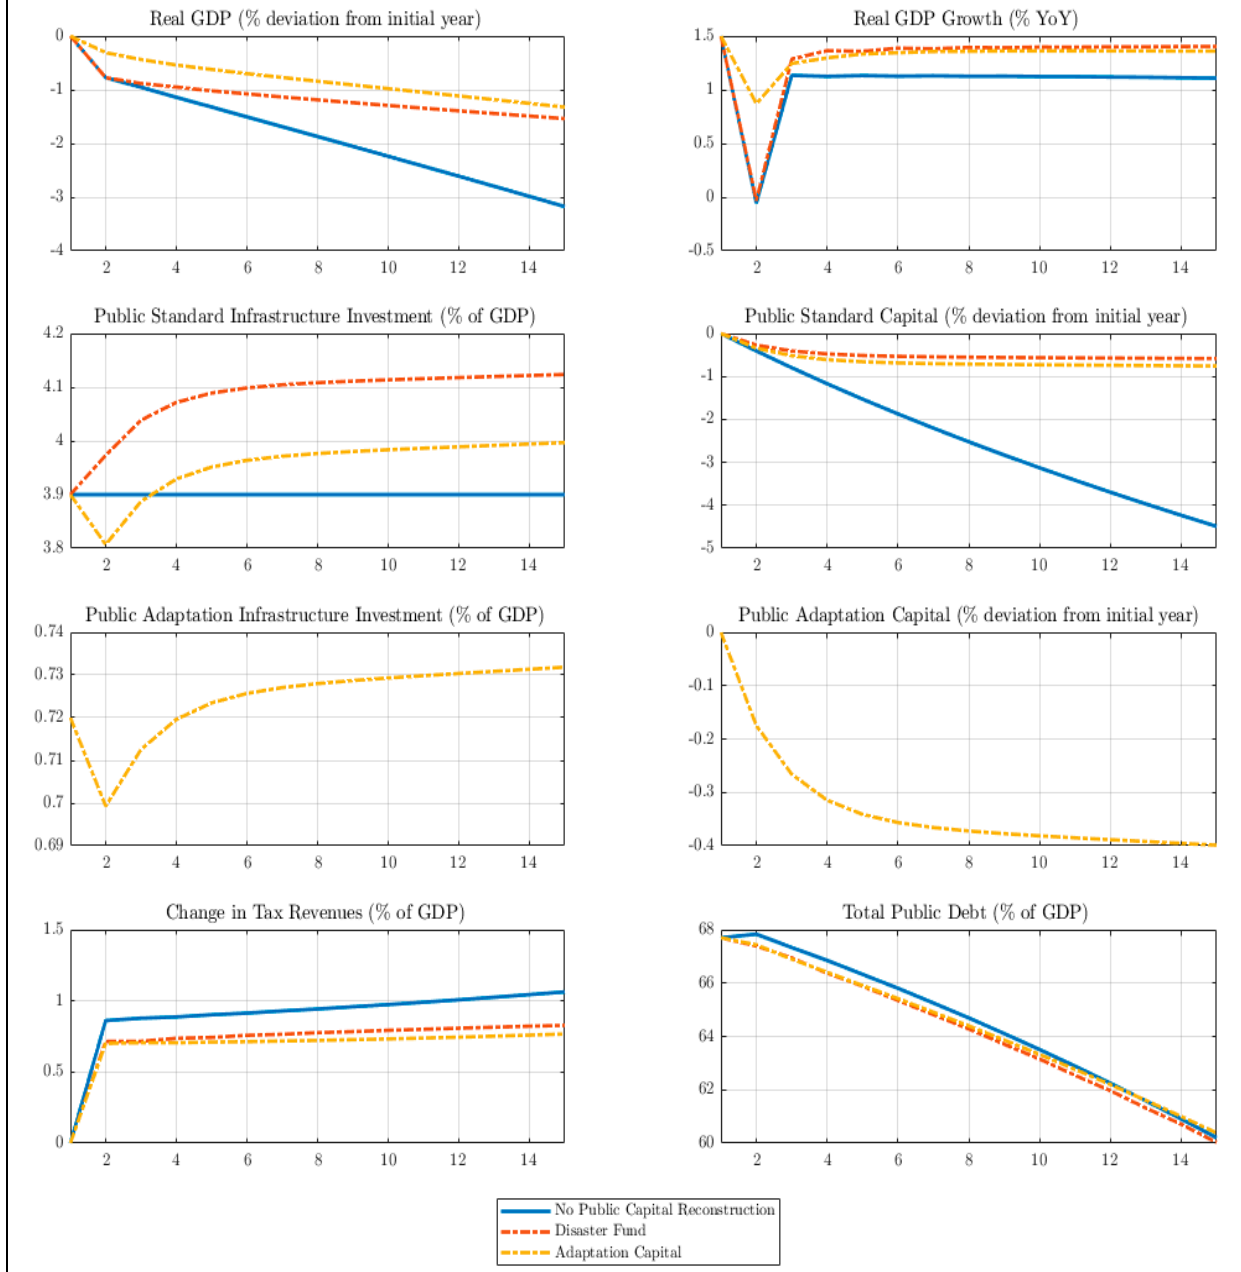 Real GDP (% deviation from initial year)
0
-1
-2
-3
-4
2 4 6 8 10 12 14
Real GDP Growth (% YoY)
1.5
1
0.5
0
-0.5
2 4 6 8 10 12 14
Public Standard Infrastructure Investment (% of GDP)
4.2
4.1
4
3.9
3.8
2 4 6 8 10 12 14
Public Standard Capital (% deviation from initial year)
0
-1
-2
-3
-4
-5
2 4 6 8 10 12 14
Public Adaptation Infrastructure Investment (% of GDP)
0.74
0.73
0.72
0.71
0.7
0.69
2 4 6 8 10 12 14
Public Adaptation Capital (% deviation from initial year)
0
-0.1
-0.2
-0.3
-0.4
2 4 6 8 10 12 14
Change in Tax Revenues (% of GDP)
1.5
1
0.5
0
2 4 6 8 10 12 14
Total Public Debt (% of GDP)
68
66
64
62
60
2 4 6 8 10 12 14
No Public Capital Reconstruction
Disaster Fund
Adaptation Capital